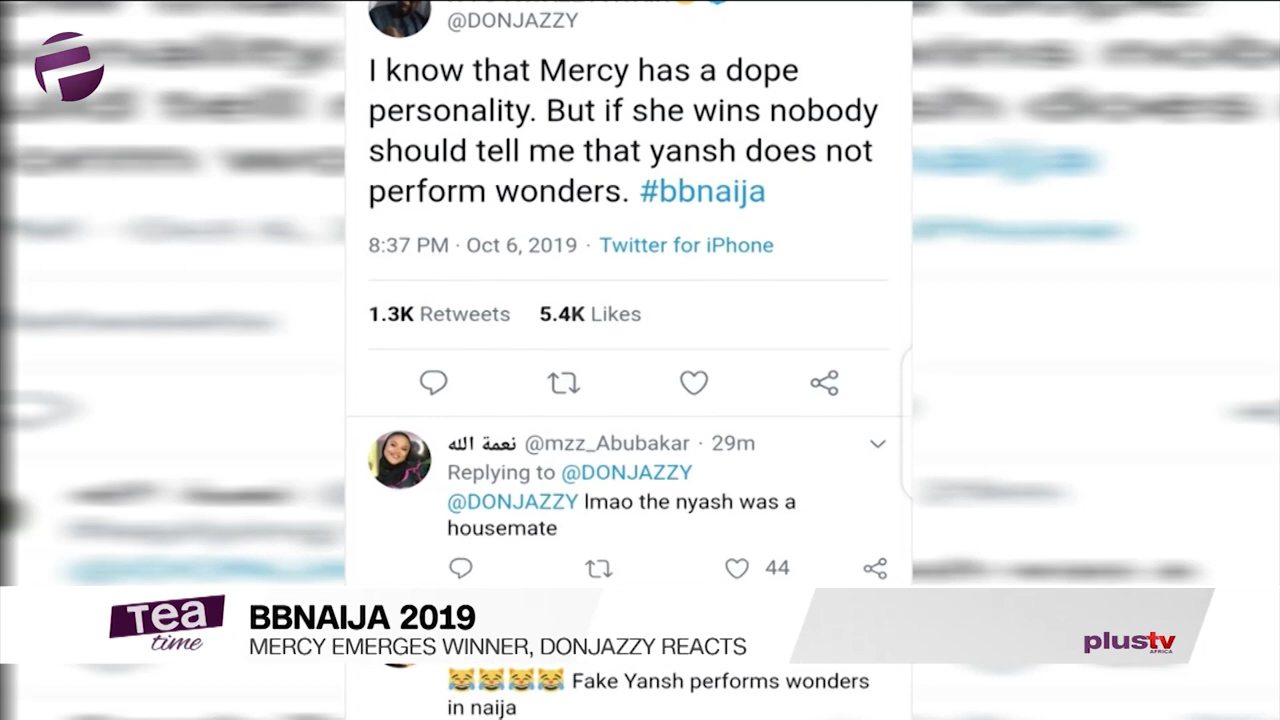 @DONJAZZY
I know that Mercy has a dope
personality. But if she wins nobody
should tell me that yansh does not
perform wonders. #bbnaija
8:37 PM · Oct 6, 2019 · Twitter for iPhone
1.3K Retweets 5.4K Likes
نعمة الله @mzz_Abubakar · 29m
Replying to @DONJAZZY
@DONJAZZY lmao the nyash was a
housemate
44
Tea
time
BBNAIJA 2019
MERCY EMERGES WINNER, DONJAZZY REACTS
plustv
AFRICA
😹😹😹😹 Fake Yansh performs wonders
in naija